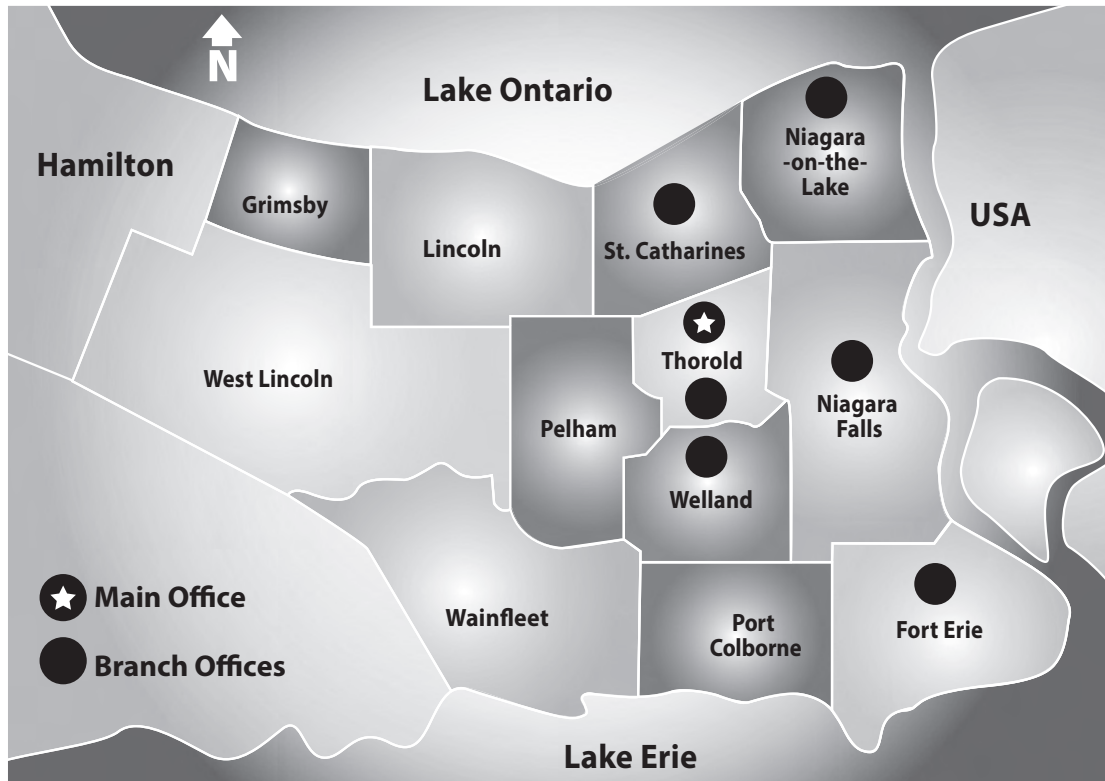 N
Lake Ontario
Hamilton
Niagara
-on-the-
Lake
Grimsby
USA
Lincoln
St. Catharines
Thorold
West Lincoln
Niagara
Falls
Pelham
Welland
Main Office
Wainfleet
Port
Colborne
Fort Erie
Branch Offices
Lake Erie